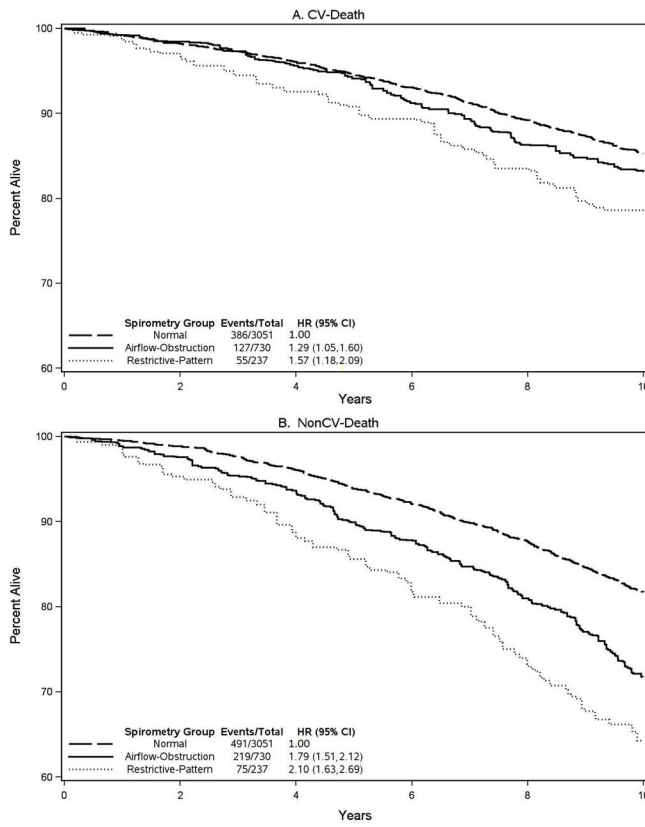 A. CV-Death
100
90
80
70
60
Percent Alive
Spirometry Group Events/Total HR (95% CI)
Normal 386/3051 1.00
Airflow-Obstruction 127/730 1.29 (1.05,1.60)
Restrictive-Pattern 55/237 1.57 (1.18,2.09)
0 2 4 6 8 10
Years
B. NonCV-Death
100
90
80
70
60
Percent Alive
Spirometry Group Events/Total HR (95% CI)
Normal 491/3051 1.00
Airflow-Obstruction 219/730 1.79 (1.51,2.12)
Restrictive-Pattern 75/237 2.10 (1.63,2.69)
0 2 4 6 8 10
Years